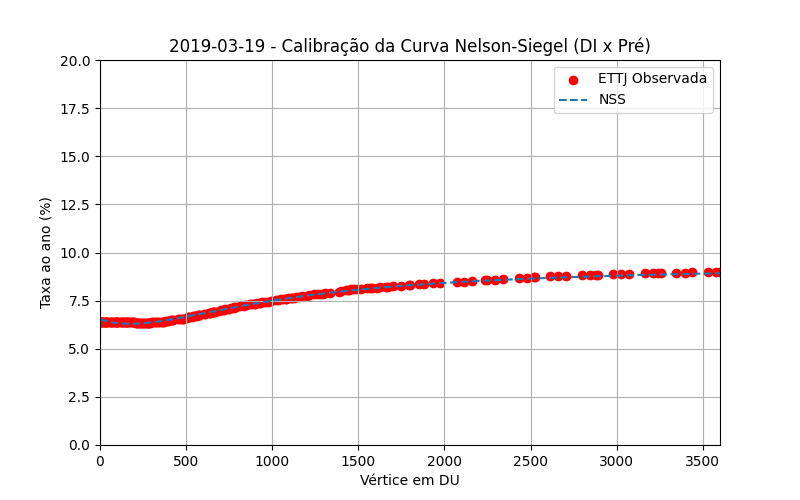 2019-03-19 - Calibração da Curva Nelson-Siegel (DI x Pré)
ETTJ Observada
NSS
Taxa ao ano (%)
20.0
17.5
15.0
12.5
10.0
7.5
5.0
2.5
0.0
0 500 1000 1500 2000 2500 3000 3500
Vértice em DU